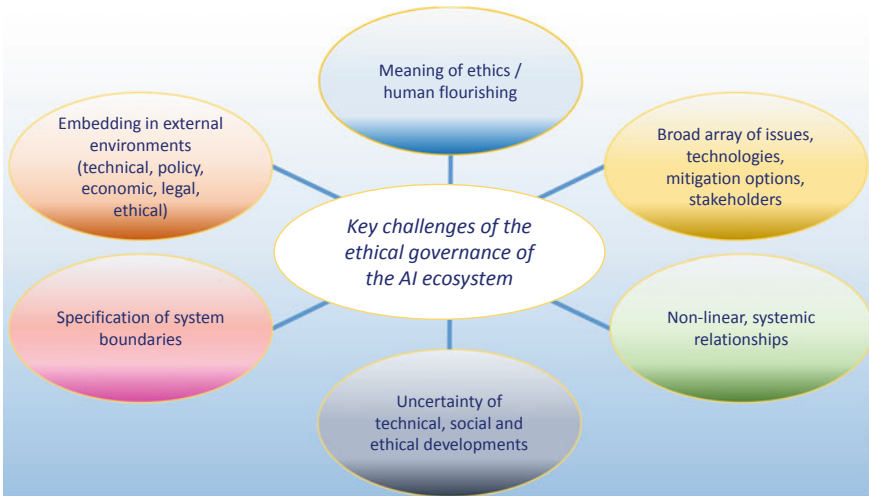 Meaning of ethics /
human flourishing
Embedding in external
environments
(technical, policy,
economic, legal,
ethical)
Broad array of issues,
technologies,
mitigation options,
stakeholders
Key challenges of the
ethical governance of
the AI ecosystem
Specification of system
boundaries
Non-linear, systemic
relationships
Uncertainty of
technical, social and
ethical developments